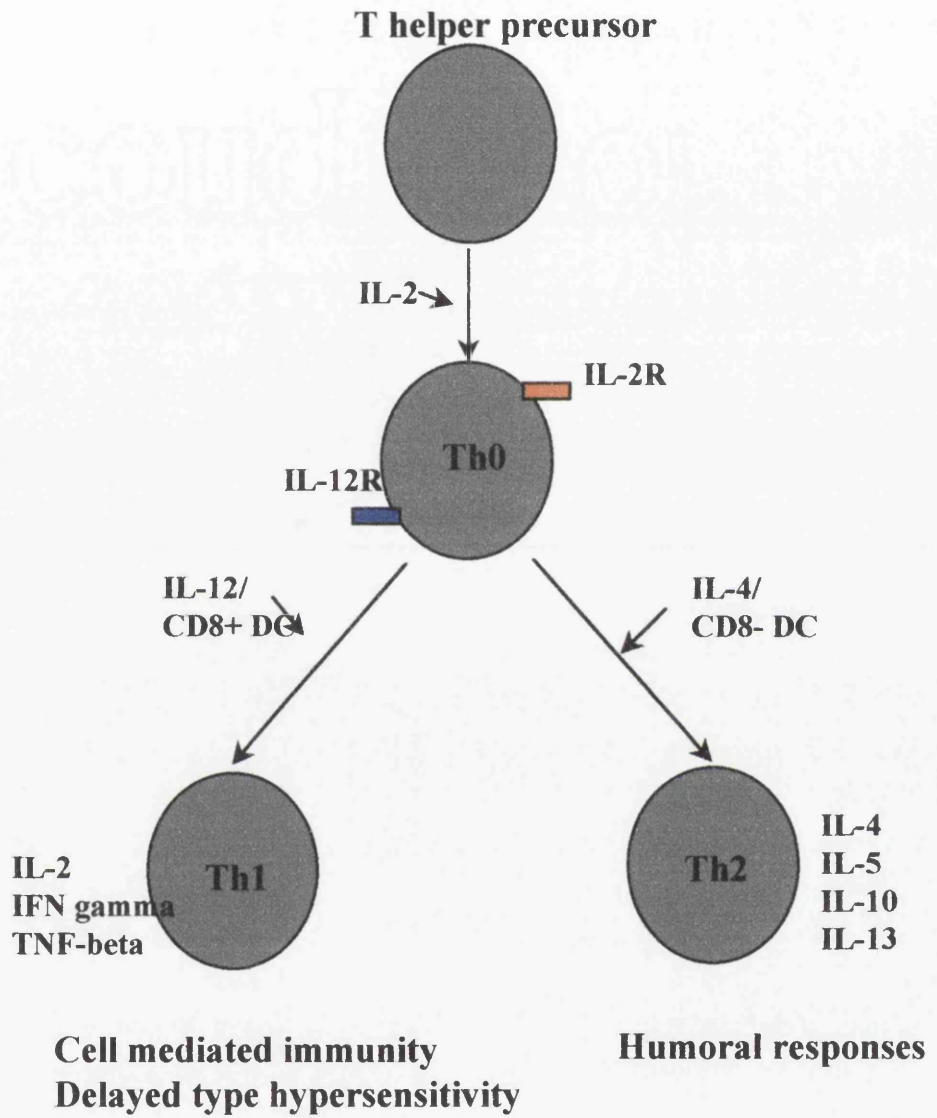 T helper precursor
IL-2
IL-2R
Th0
IL-12R
IL-12/
CD8+ DC
IL-4/
CD8- DC
Th1
IL-2
IFN gamma
TNF-beta
Th2
IL-4
IL-5
IL-10
IL-13
Cell mediated immunity
Delayed type hypersensitivity
Humoral responses